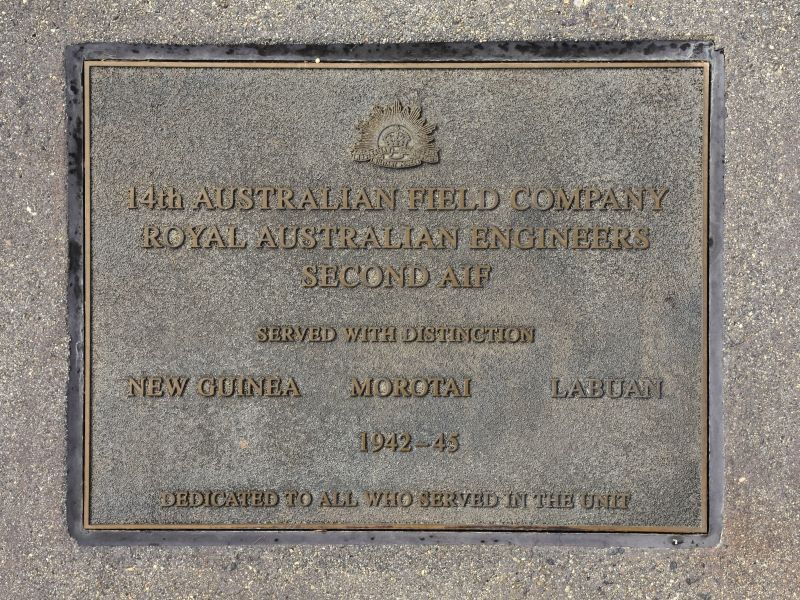 14th AUSTRALIAN FIELD COMPANY
ROYAL AUSTRALIAN ENGINEERS
SECOND AIF
SERVED WITH DISTINCTION
NEW GUINEA MOROTAI LABUAN
1942–45
DEDICATED TO ALL WHO SERVED IN THE UNIT